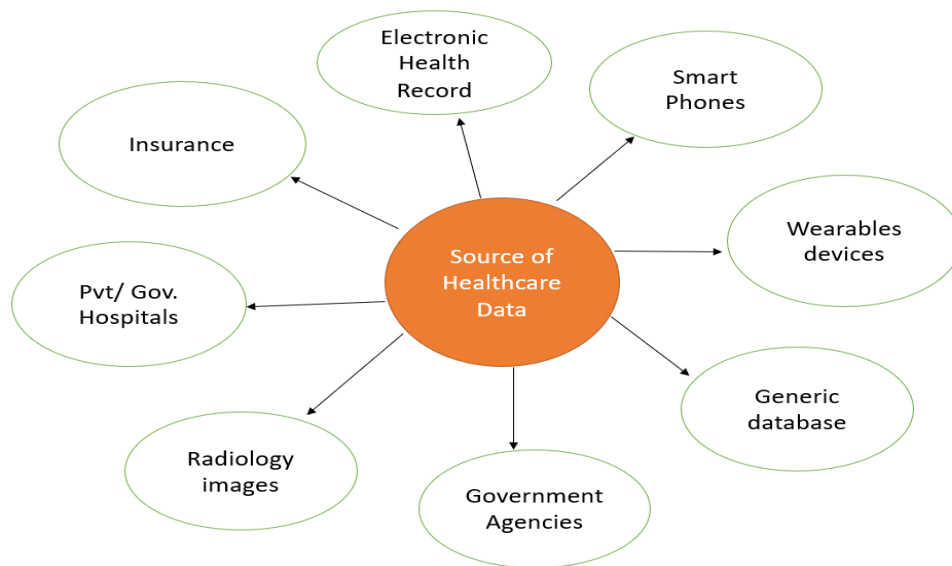 Electronic
Health
Record
Smart
Phones
Insurance
Wearables
devices
Source of
Healthcare
Data
Pvt/ Gov.
Hospitals
Generic
database
Radiology
images
Government
Agencies